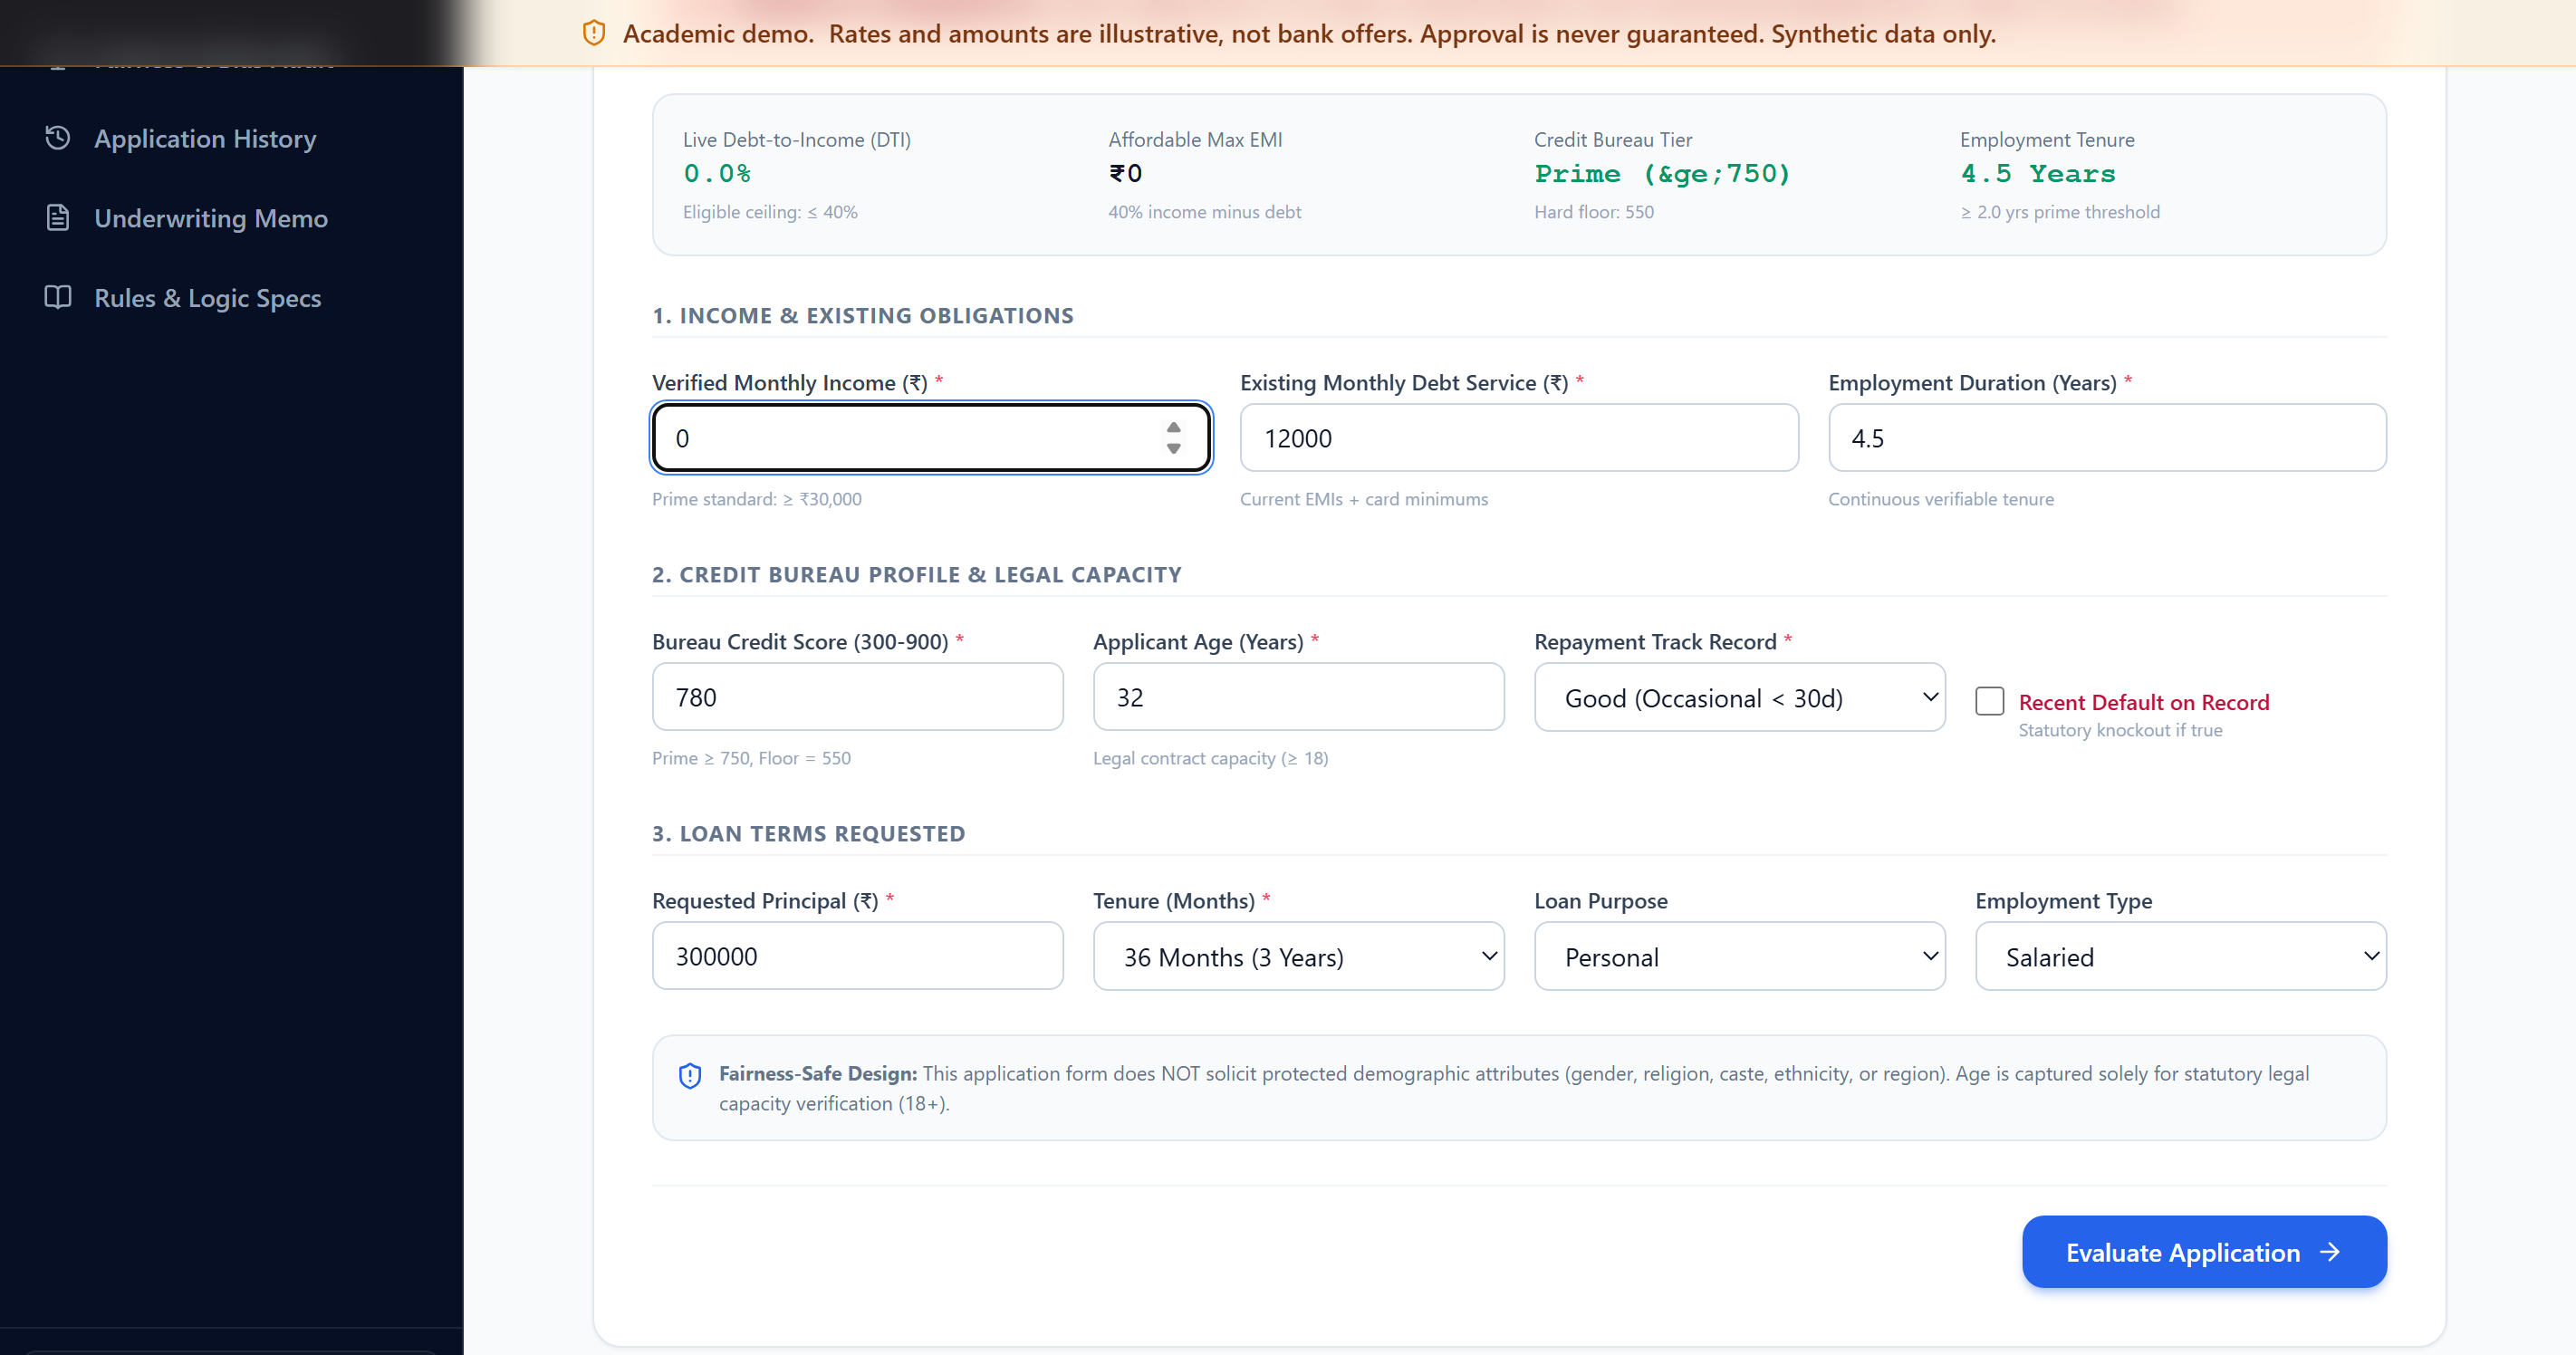 Academic demo. Rates and amounts are illustrative, not bank offers. Approval is never guaranteed. Synthetic data only.
Application History
Underwriting Memo
Rules & Logic Specs
Live Debt-to-Income (DTI)
0.0%
Eligible ceiling: ≤ 40%
Affordable Max EMI
₹0
40% income minus debt
Credit Bureau Tier
Prime (&ge;750)
Hard floor: 550
Employment Tenure
4.5 Years
≥ 2.0 yrs prime threshold
1. INCOME & EXISTING OBLIGATIONS
Verified Monthly Income (₹) *
0
Prime standard: ≥ ₹30,000
Existing Monthly Debt Service (₹) *
12000
Current EMIs + card minimums
Employment Duration (Years) *
4.5
Continuous verifiable tenure
2. CREDIT BUREAU PROFILE & LEGAL CAPACITY
Bureau Credit Score (300-900) *
780
Prime ≥ 750, Floor = 550
Applicant Age (Years) *
32
Legal contract capacity (≥ 18)
Repayment Track Record *
Good (Occasional < 30d)
Recent Default on Record
Statutory knockout if true
3. LOAN TERMS REQUESTED
Requested Principal (₹) *
300000
Tenure (Months) *
36 Months (3 Years)
Loan Purpose
Personal
Employment Type
Salaried
Fairness-Safe Design: This application form does NOT solicit protected demographic attributes (gender, religion, caste, ethnicity, or region). Age is captured solely for statutory legal
capacity verification (18+).
Evaluate Application →